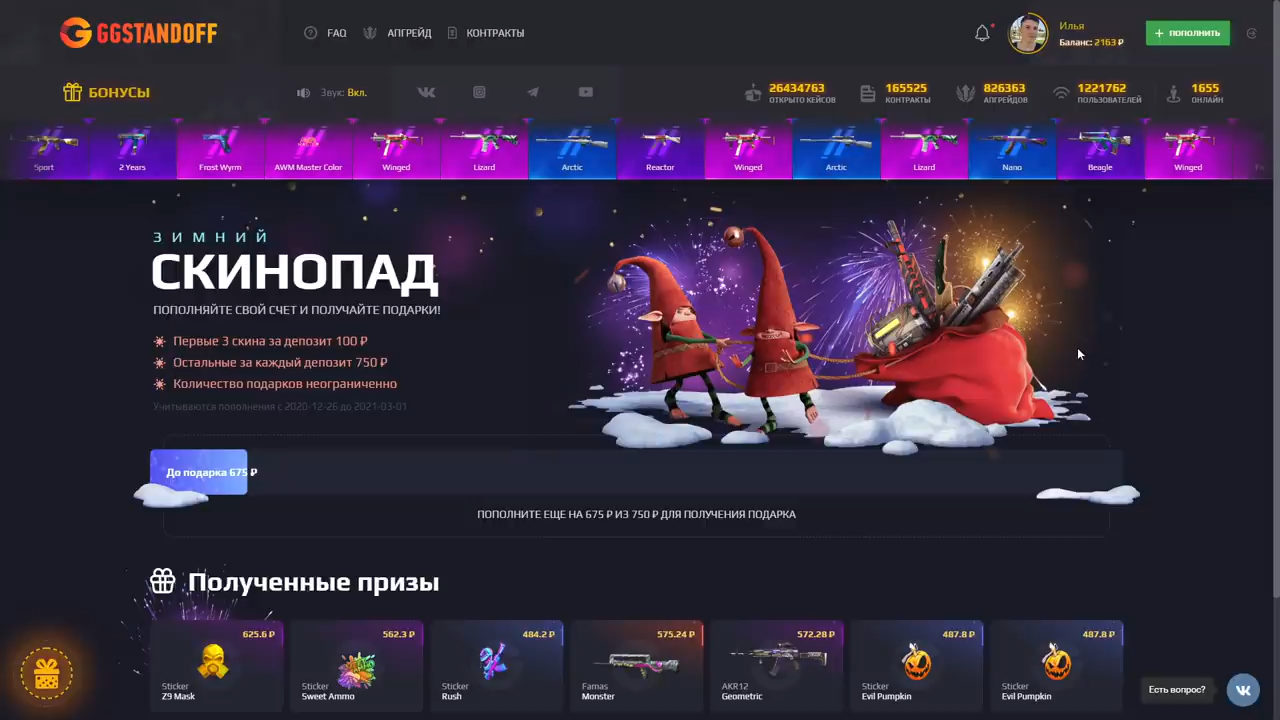 GGSTANDOFF
FAQ
АПГРЕЙД
КОНТРАКТЫ
Илья
Баланс: 2163 ₽
+ ПОПОЛНИТЬ
БОНУСЫ
Звук: Вкл.
26434763
ОТКРЫТО КЕЙСОВ
165525
КОНТРАКТЫ
826363
АПГРЕЙДОВ
1221762
ПОЛЬЗОВАТЕЛЕЙ
1655
ОНЛАЙН
Sport
2 Years
Frost Wyrm
AWM Master Color
Winged
Lizard
Arctic
Reactor
Winged
Arctic
Lizard
Nano
Beagle
Winged
ЗИМНИЙ
СКИНОПАД
ПОПОЛНЯЙТЕ СВОЙ СЧЕТ И ПОЛУЧАЙТЕ ПОДАРКИ!
Первые 3 скина за депозит 100 ₽
Остальные за каждый депозит 750 ₽
Количество подарков неограниченно
Учитываются пополнения с 2020-12-26 до 2021-03-01
До подарка 675 ₽
ПОПОЛНИТЕ ЕЩЕ НА 675 ₽ ИЗ 750 ₽ ДЛЯ ПОЛУЧЕНИЯ ПОДАРКА
Полученные призы
625.6 ₽
Sticker
Z9 Mask
562.3 ₽
Sticker
Sweet Ammo
484.2 ₽
Sticker
Rush
575.24 ₽
Famas
Monster
572.28 ₽
AKR12
Geometric
487.8 ₽
Sticker
Evil Pumpkin
487.8 ₽
Sticker
Evil Pumpkin
Есть вопрос?